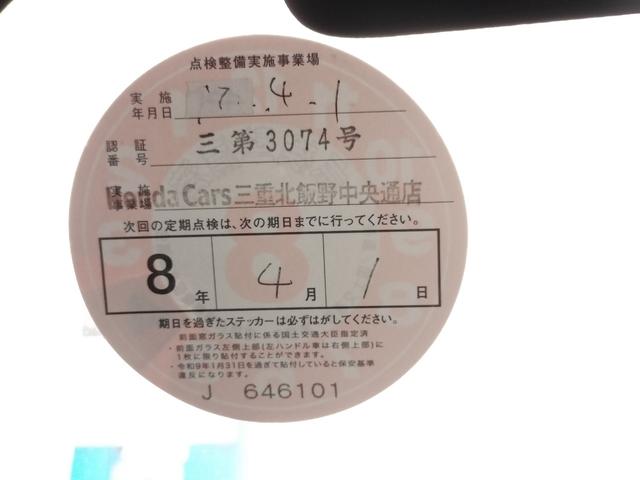 点検整備実施事業場
実施年月日 '7.4.1
認証番号 三第3074号
実施事業場 Honda Cars三重北飯野中央通店
次回の定期点検は、次の期日までに行ってください。
8年 4月 1日
期日を過ぎたステッカーは必ずはがしてください。
前面窓ガラス貼付に係る国土交通大臣指定済
・前面ガラス左側上部(左ハンドル車は右側上部)に
1枚に限り貼付することができます。
・令和9年1月31日を過ぎて貼付していると保安基準
違反になります。
J 646101